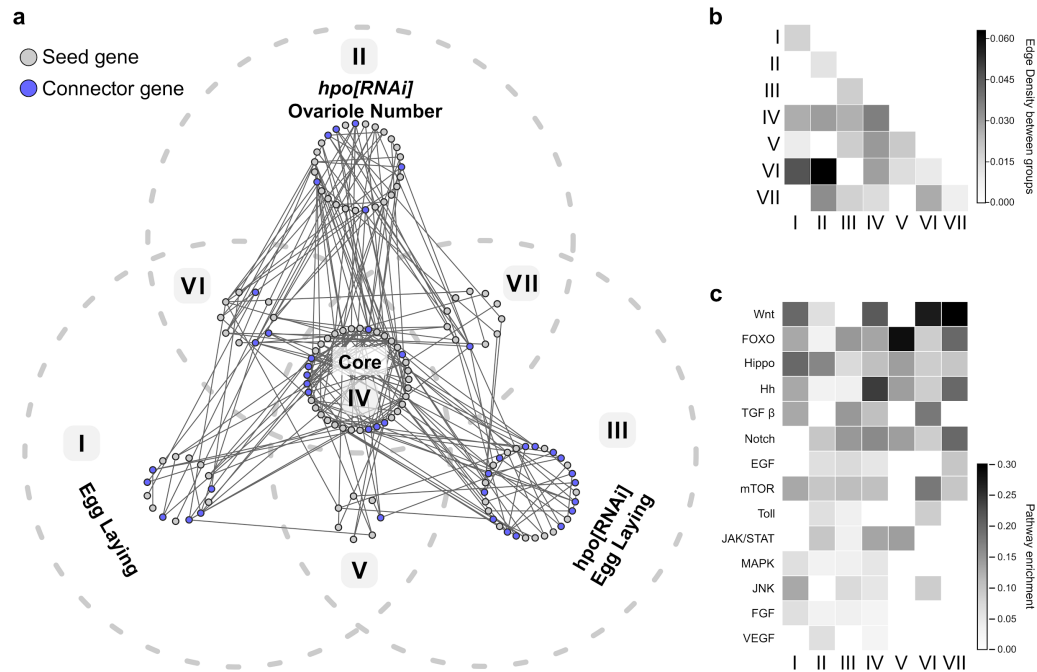 a
Seed gene
Connector gene
II
hpo[RNAi]
Ovariole Number
VI
VII
Core
IV
I
Egg Laying
III
hpo[RNAi]
Egg Laying
V
b
I
II
III
IV
V
VI
VII
I II III IV V VI VII
0.060
0.045
0.030
0.015
0.000
Edge Density between groups
c
Wnt
FOXO
Hippo
Hh
TGF β
Notch
EGF
mTOR
Toll
JAK/STAT
MAPK
JNK
FGF
VEGF
I II III IV V VI VII
0.30
0.25
0.20
0.15
0.10
0.05
0.00
Pathway enrichment